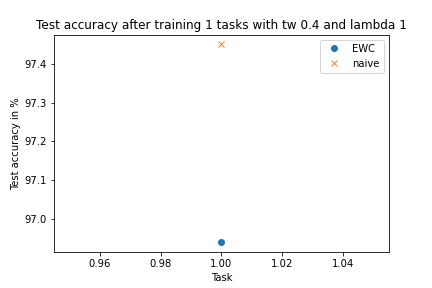 Test accuracy after training 1 tasks with tw 0.4 and lambda 1
EWC
naive
Test accuracy in %
97.4
97.3
97.2
97.1
97.0
0.96
0.98
1.00
1.02
1.04
Task